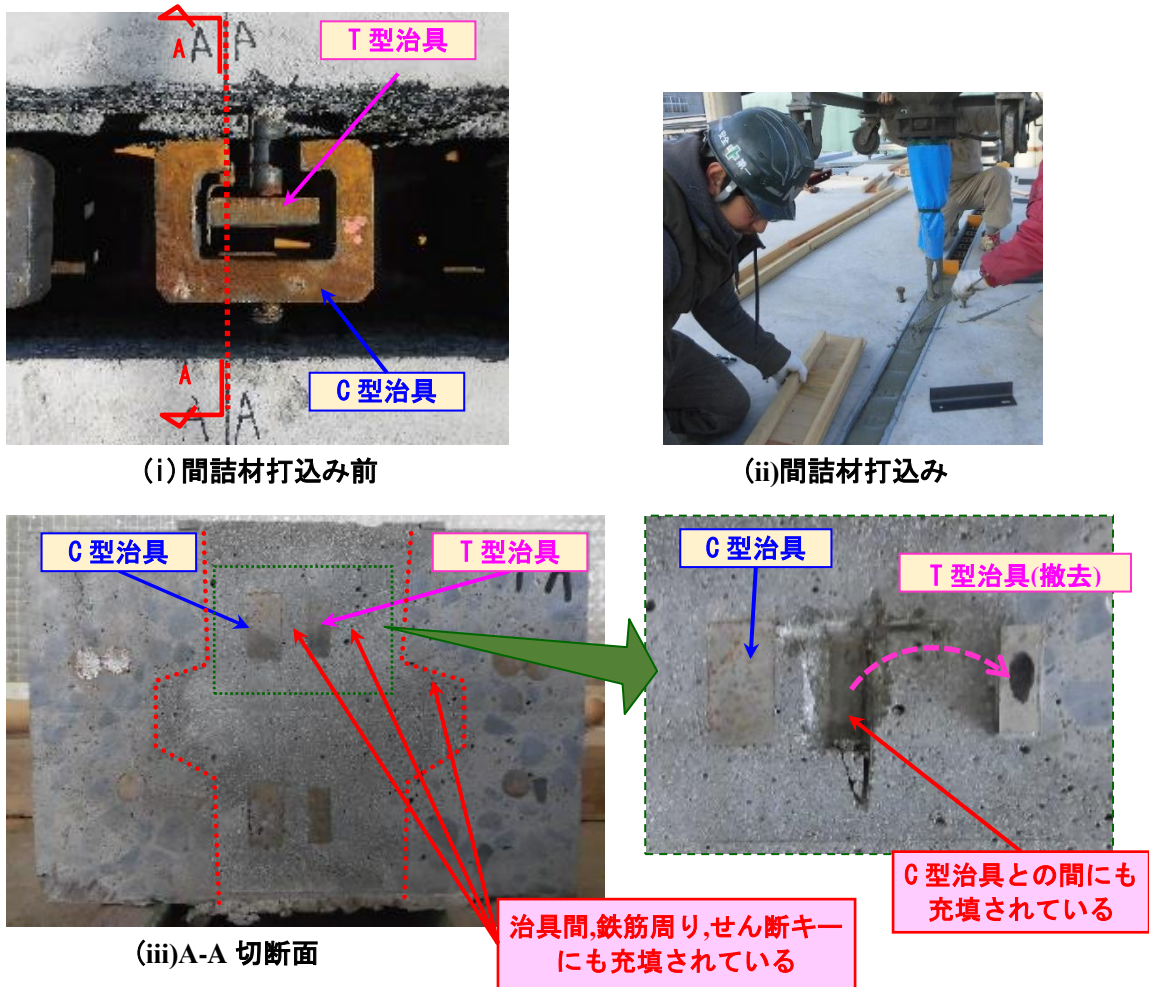 T型治具
A
A
A
C型治具
A
A
A
(i)間詰材打込み前
安全 第一
(ii)間詰材打込み
C型治具
T型治具
C型治具
T型治具(撤去)
C型治具との間にも
充填されている
治具間,鉄筋周り,せん断キー
にも充填されている
(iii)A-A 切断面